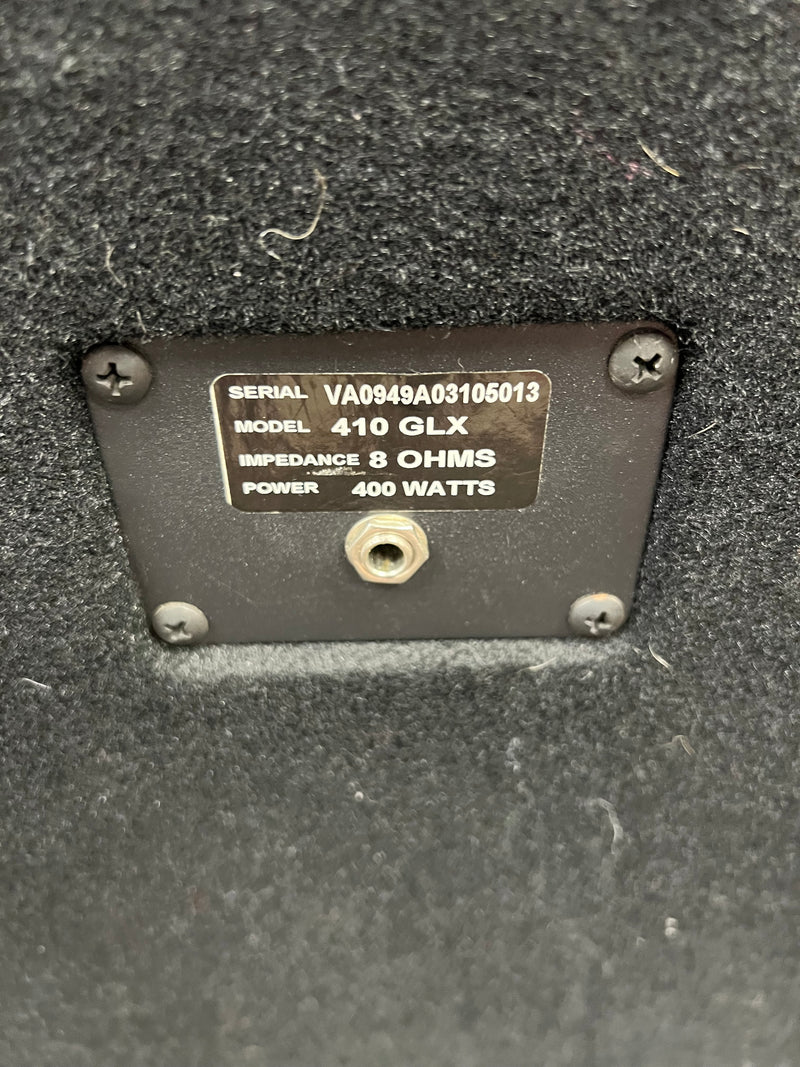 SERIAL VA0949A03105013
MODEL 410 GLX
IMPEDANCE 8 OHMS
POWER 400 WATTS